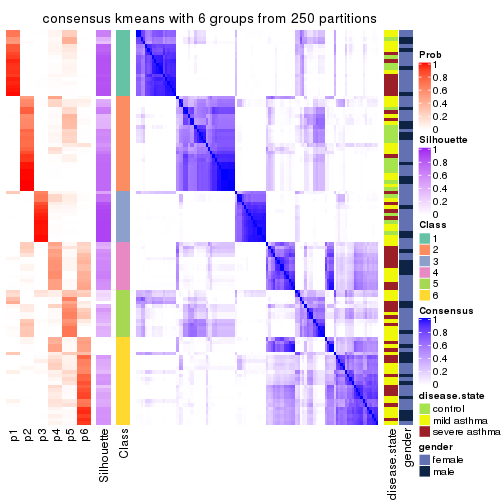 consensus kmeans with 6 groups from 250 partitions
Prob
1
0.8
0.6
0.4
0.2
0
Silhouette
1
0.8
0.6
0.4
0.2
0
Class
1
2
3
4
5
6
Consensus
1
0.8
0.6
0.4
0.2
0
disease.state
control
mild asthma
severe asthma
gender
female
male
p1
p2
p3
p4
p5
p6
Silhouette
Class
disease.state
gender